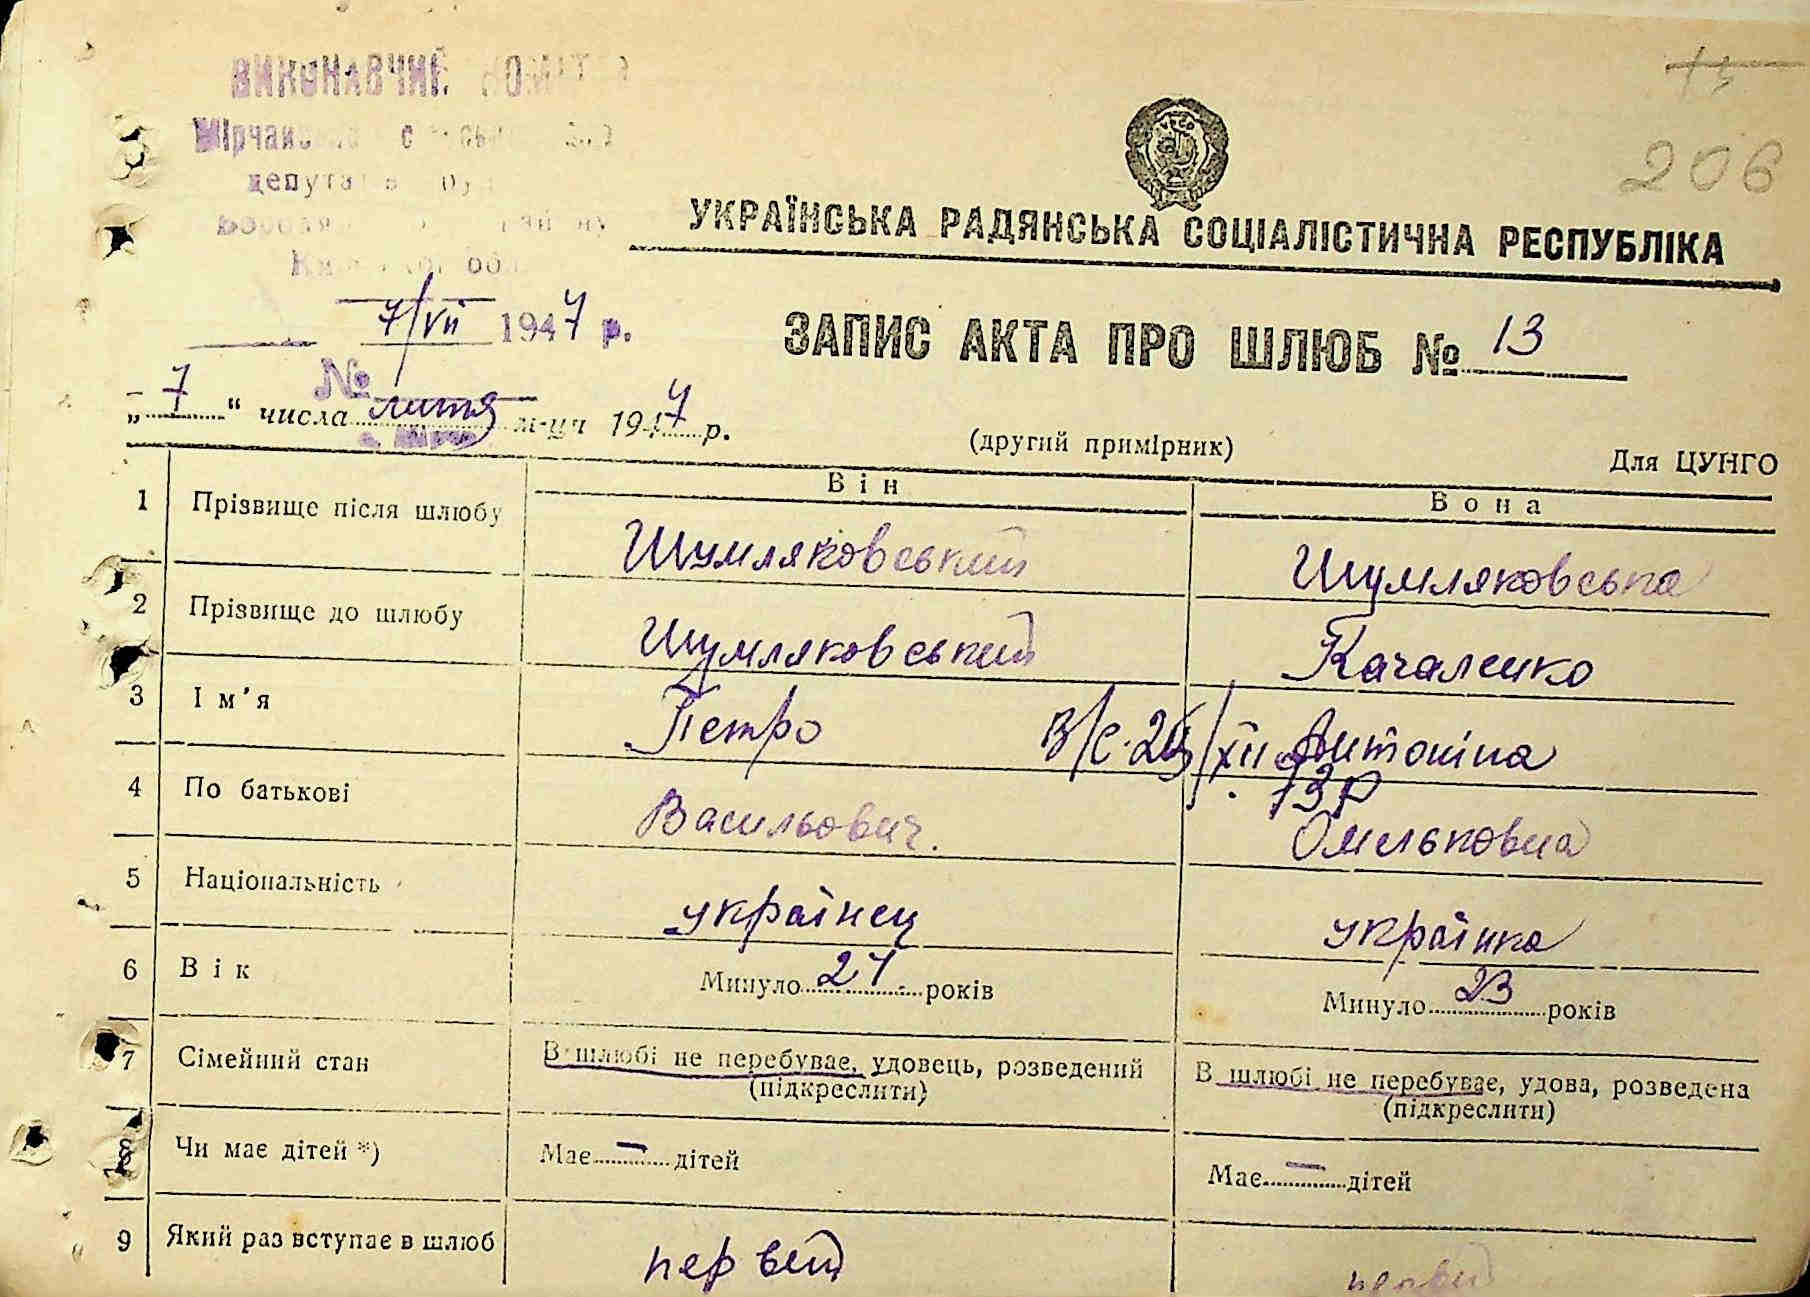 ВИКОНАВЧИЙ
206
УКРАЇНСЬКА РАДЯНСЬКА СОЦІАЛІСТИЧНА РЕСПУБЛІКА
7/VII 1947 р.
ЗАПИС АКТА ПРО ШЛЮБ № 13
№
„7“ числа м-ця 1947 р.
(другий примірник)
Для ЦУНГО
Він Вона
1 Прізвище після шлюбу Шумляковський Шумляковська
2 Прізвище до шлюбу Шумляковський Качаленко
3 Ім'я Петро Антоніна
4 По батькові Васильович. Омельковна
5 Національність українец українка
6 Вік Минуло 27 років Минуло 23 років
7 Сімейний стан В шлюбі не перебуває, удовець, розведений В шлюбі не перебуває, удова, розведена
(підкреслити) (підкреслити)
8 Чи має дітей *) Має — дітей Має — дітей
9 Який раз вступає в шлюб первый